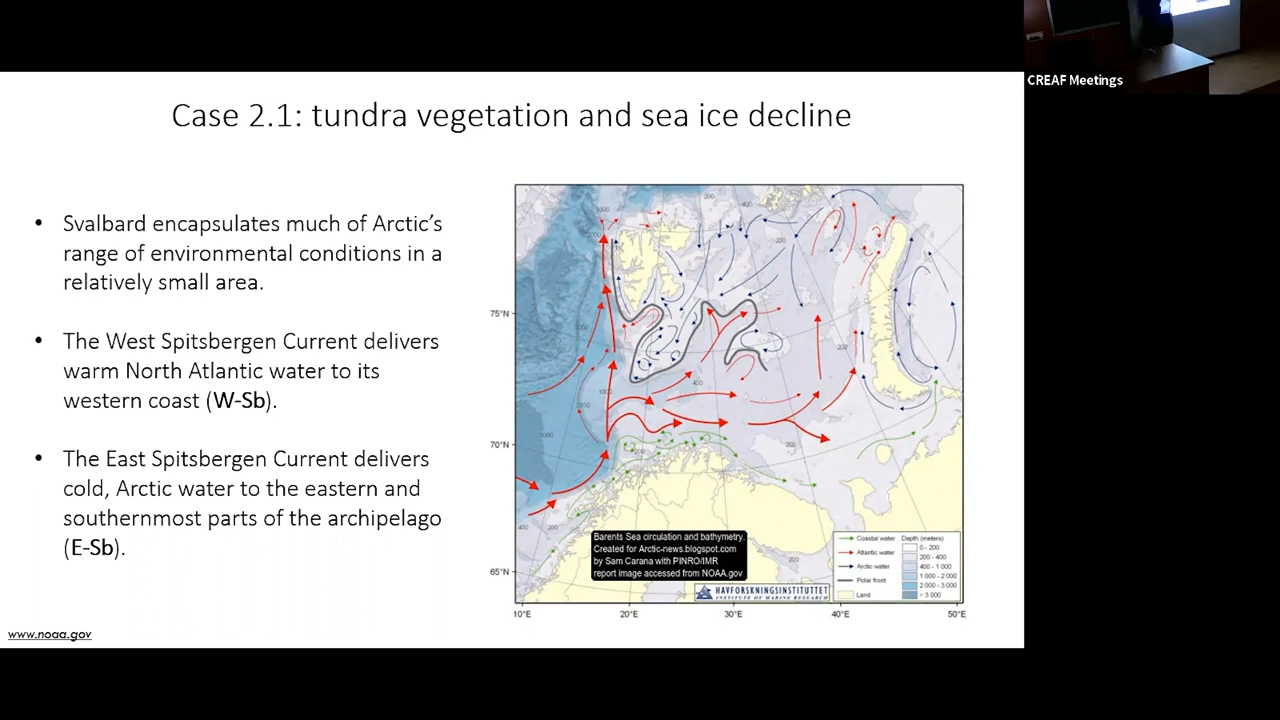 CREAF Meetings
Case 2.1: tundra vegetation and sea ice decline
• Svalbard encapsulates much of Arctic’s
range of environmental conditions in a
relatively small area.
• The West Spitsbergen Current delivers
warm North Atlantic water to its
western coast (W-Sb).
• The East Spitsbergen Current delivers
cold, Arctic water to the eastern and
southernmost parts of the archipelago
(E-Sb).
www.noaa.gov
75°N
70°N
65°N
10°E 20°E 30°E 40°E 50°E
Barents Sea circulation and bathymetry.
Created for Arctic-news.blogspot.com
by Sam Carana with PINRO/IMR
report image accessed from NOAA.gov
HAVFORSKNINGSINSTITUTTET
INSTITUTE OF MARINE RESEARCH
Coastal water
Atlantic water
Arctic water
Polar front
Land
Depth (meters)
0 - 200
200 - 400
400 - 1 000
1 000 - 2 000
2 000 - 3 000
> 3 000